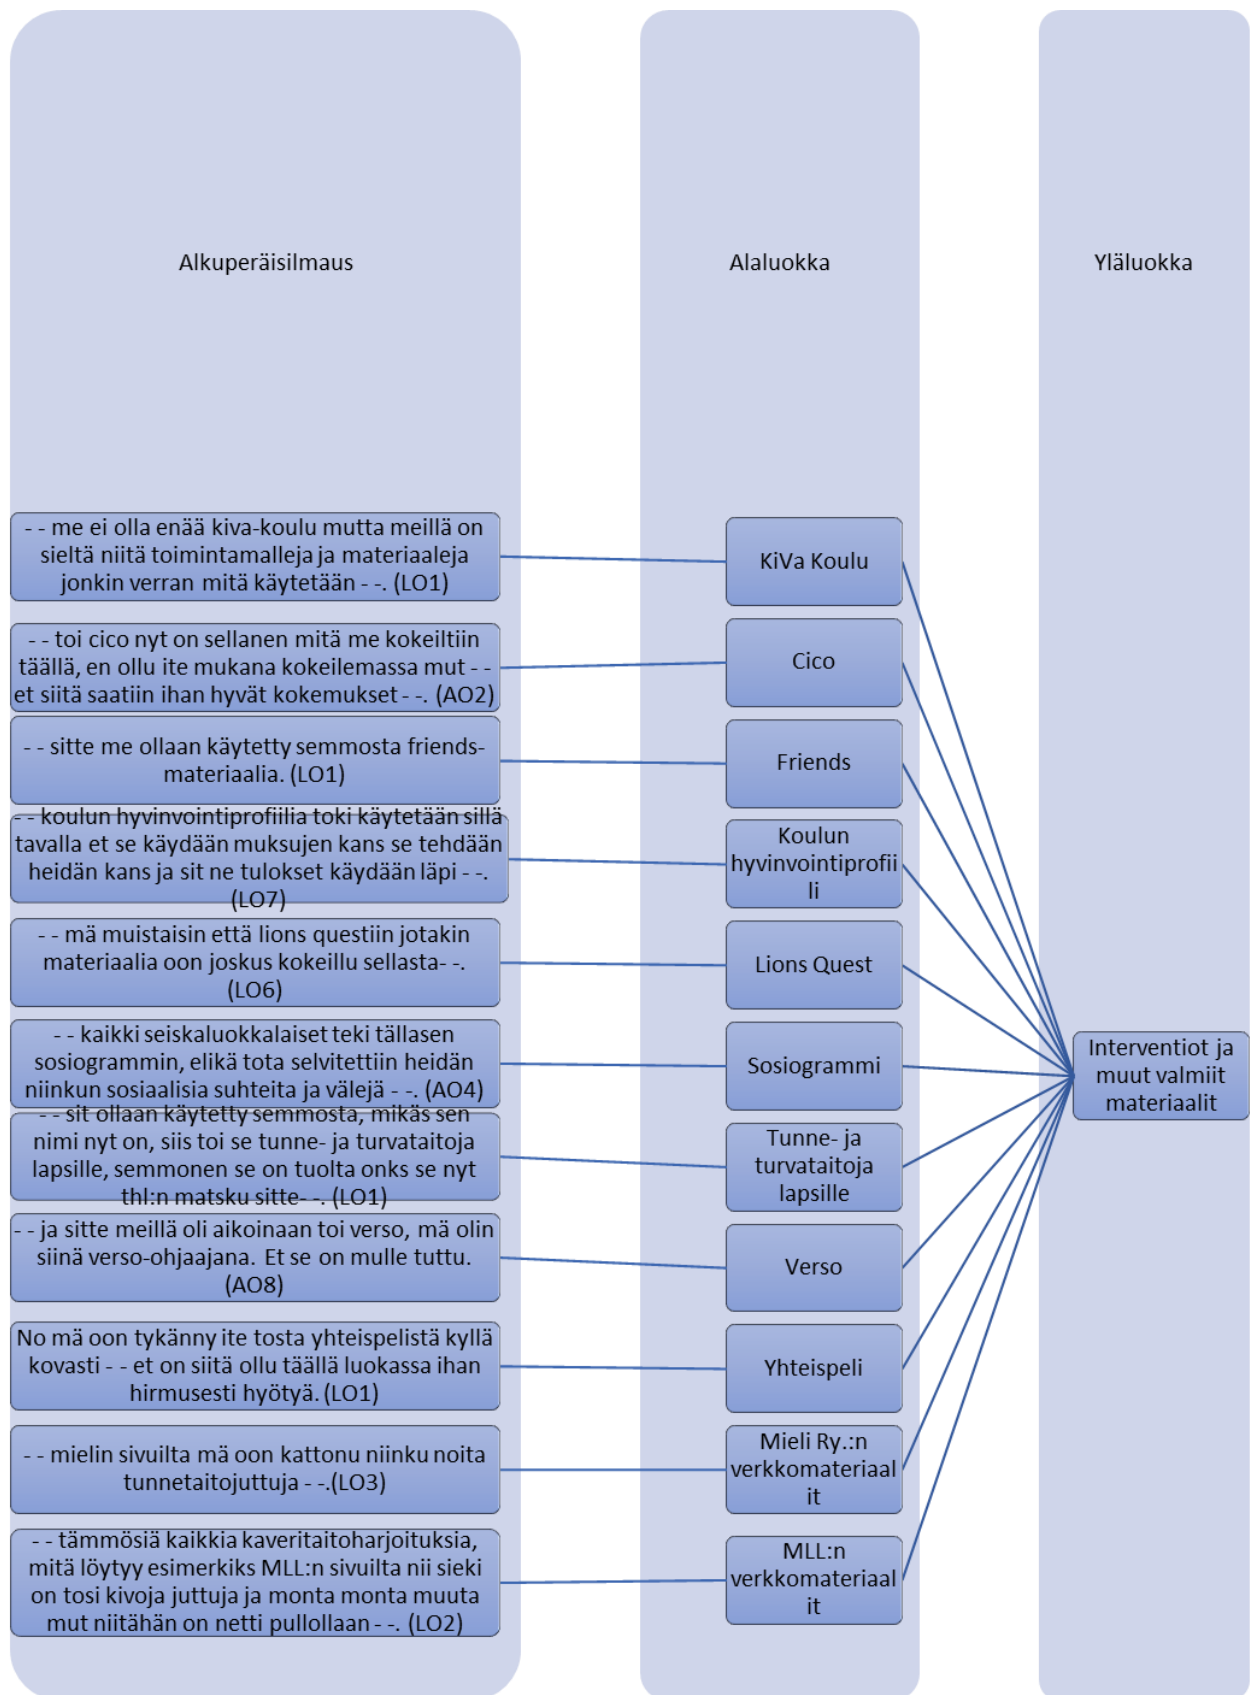 Alkuperäisilmaus
Alaluokka
Yläluokka
- - me ei olla enää kiva-koulu mutta meillä on
sieltä niitä toimintamalleja ja materiaaleja
jonkin verran mitä käytetään - -. (LO1)
KiVa Koulu
- - toi cico nyt on sellanen mitä me kokeiltiin
täällä, en ollu ite mukana kokeilemassa mut - -
et siitä saatiin ihan hyvät kokemukset - -. (AO2)
Cico
- - sitte me ollaan käytetty semmosta friends-
materiaalia. (LO1)
Friends
- - koulun hyvinvointiprofiilia toki käytetään sillä
tavalla et se käydään muksujen kans se tehdään
heidän kans ja sit ne tulokset käydään läpi - -.
(LO7)
Koulun
hyvinvointiprofii
li
- - mä muistaisin että lions questiin jotakin
materiaalia oon joskus kokeillu sellasta- -.
(LO6)
Lions Quest
- - kaikki seiskaluokkalaiset teki tällasen
sosiogrammin, elikä tota selvitettiin heidän
niinkun sosiaalisia suhteita ja välejä - -. (AO4)
Sosiogrammi
Interventiot ja
muut valmiit
materiaalit
- - sit ollaan käytetty semmosta, mikäs sen
nimi nyt on, siis toi se tunne- ja turvataitoja
lapsille, semmonen se on tuolta onks se nyt
thl:n matsku sitte- -. (LO1)
Tunne- ja
turvataitoja
lapsille
- - ja sitte meillä oli aikoinaan toi verso, mä olin
siinä verso-ohjaajana. Et se on mulle tuttu.
(AO8)
Verso
No mä oon tykänny ite tosta yhteispelistä kyllä
kovasti - - et on siitä ollu täällä luokassa ihan
hirmusesti hyötyä. (LO1)
Yhteispeli
- - mielin sivuilta mä oon kattonu niinku noita
tunnetaitojuttuja - -.(LO3)
Mieli Ry.:n
verkkomateriaal
it
- - tämmösiä kaikkia kaveritaitoharjoituksia,
mitä löytyy esimerkiks MLL:n sivuilta nii sieki
on tosi kivoja juttuja ja monta monta muuta
mut niitähän on netti pullollaan - -. (LO2)
MLL:n
verkkomateriaal
it